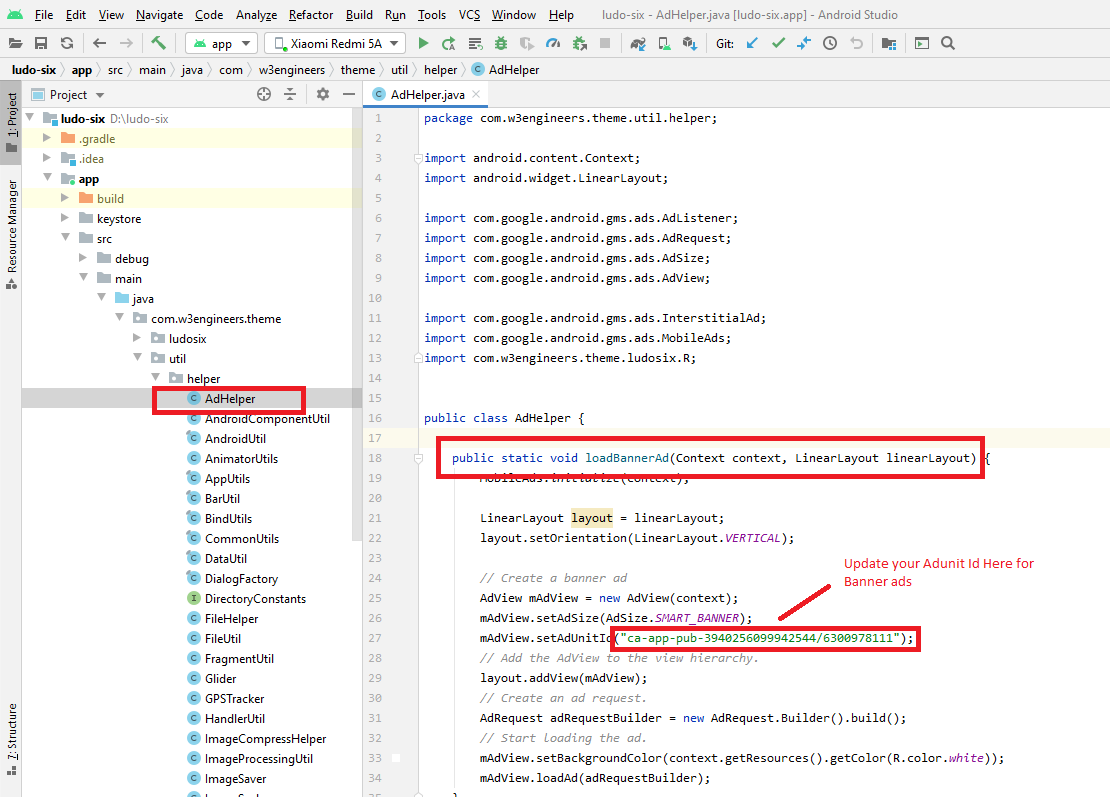 File Edit View Navigate Code Analyze Refactor Build Run Tools VCS Window Help ludo-six - AdHelper.java [ludo-six.app] - Android Studio
app Xiaomi Redmi 5A Git:
ludo-six app src main java com w3engineers theme util helper AdHelper
Project
AdHelper.java
1: Project
Resource Manager
Z: Structure
ludo-six D:\ludo-six
.gradle
.idea
app
build
keystore
src
debug
main
java
com.w3engineers.theme
ludosix
util
helper
AdHelper
AndroidComponentUtil
AndroidUtil
AnimatorUtils
AppUtils
BarUtil
BindUtils
CommonUtils
DataUtil
DialogFactory
DirectoryConstants
FileHelper
FileUtil
FragmentUtil
Glider
GPSTracker
HandlerUtil
ImageCompressHelper
ImageProcessingUtil
ImageSaver
1 package com.w3engineers.theme.util.helper;
2
3 import android.content.Context;
4 import android.widget.LinearLayout;
5
6 import com.google.android.gms.ads.AdListener;
7 import com.google.android.gms.ads.AdRequest;
8 import com.google.android.gms.ads.AdSize;
9 import com.google.android.gms.ads.AdView;
10
11 import com.google.android.gms.ads.InterstitialAd;
12 import com.google.android.gms.ads.MobileAds;
13 import com.w3engineers.theme.ludosix.R;
14
15
16 public class AdHelper {
17
18 public static void loadBannerAd(Context context, LinearLayout linearLayout) {
19 MobileAds.initialize(context);
20
21 LinearLayout layout = linearLayout;
22 layout.setOrientation(LinearLayout.VERTICAL);
23
24 // Create a banner ad
25 AdView mAdView = new AdView(context);
26 mAdView.setAdSize(AdSize.SMART_BANNER);
27 mAdView.setAdUnitId("ca-app-pub-3940256099942544/6300978111");
28 // Add the AdView to the view hierarchy.
29 layout.addView(mAdView);
30 // Create an ad request.
31 AdRequest adRequestBuilder = new AdRequest.Builder().build();
32 // Start loading the ad.
33 mAdView.setBackgroundColor(context.getResources().getColor(R.color.white));
34 mAdView.loadAd(adRequestBuilder);
35 }
Update your Adunit Id Here for
Banner ads